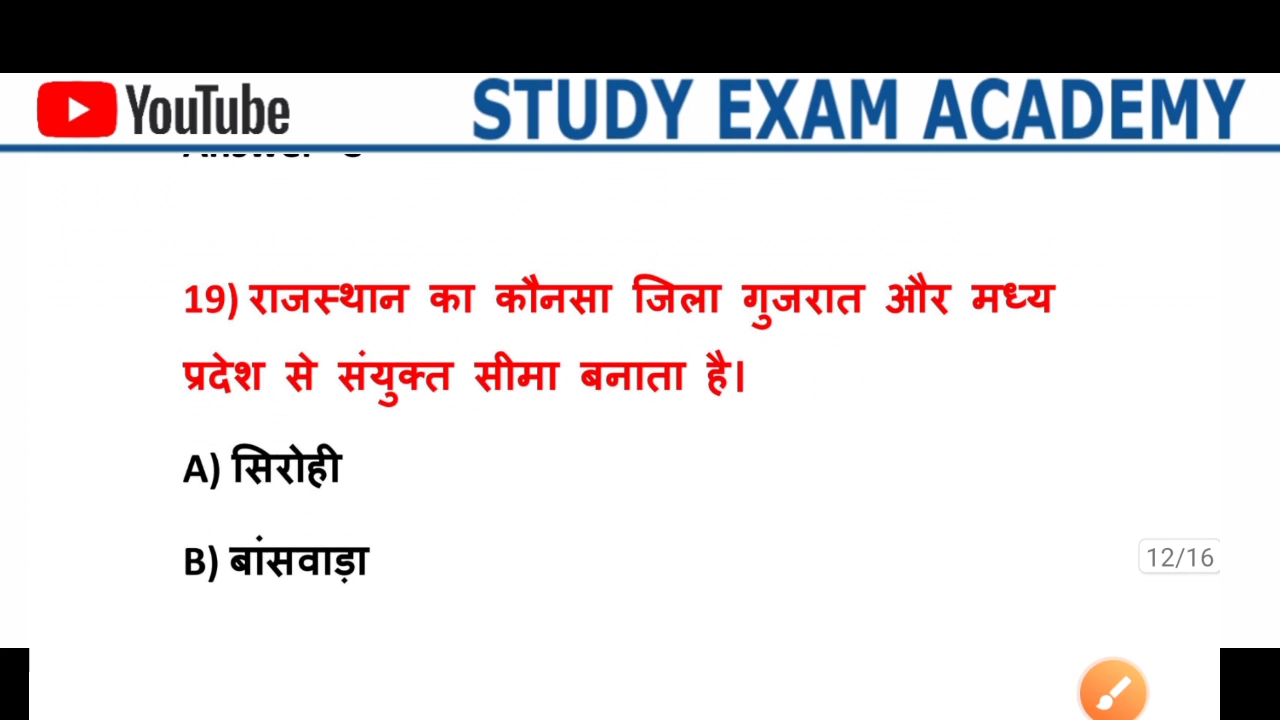 YouTube
STUDY EXAM ACADEMY
19) राजस्थान का कौनसा जिला गुजरात और मध्य
प्रदेश से संयुक्त सीमा बनाता है।
A) सिरोही
B) बांसवाड़ा
12/16